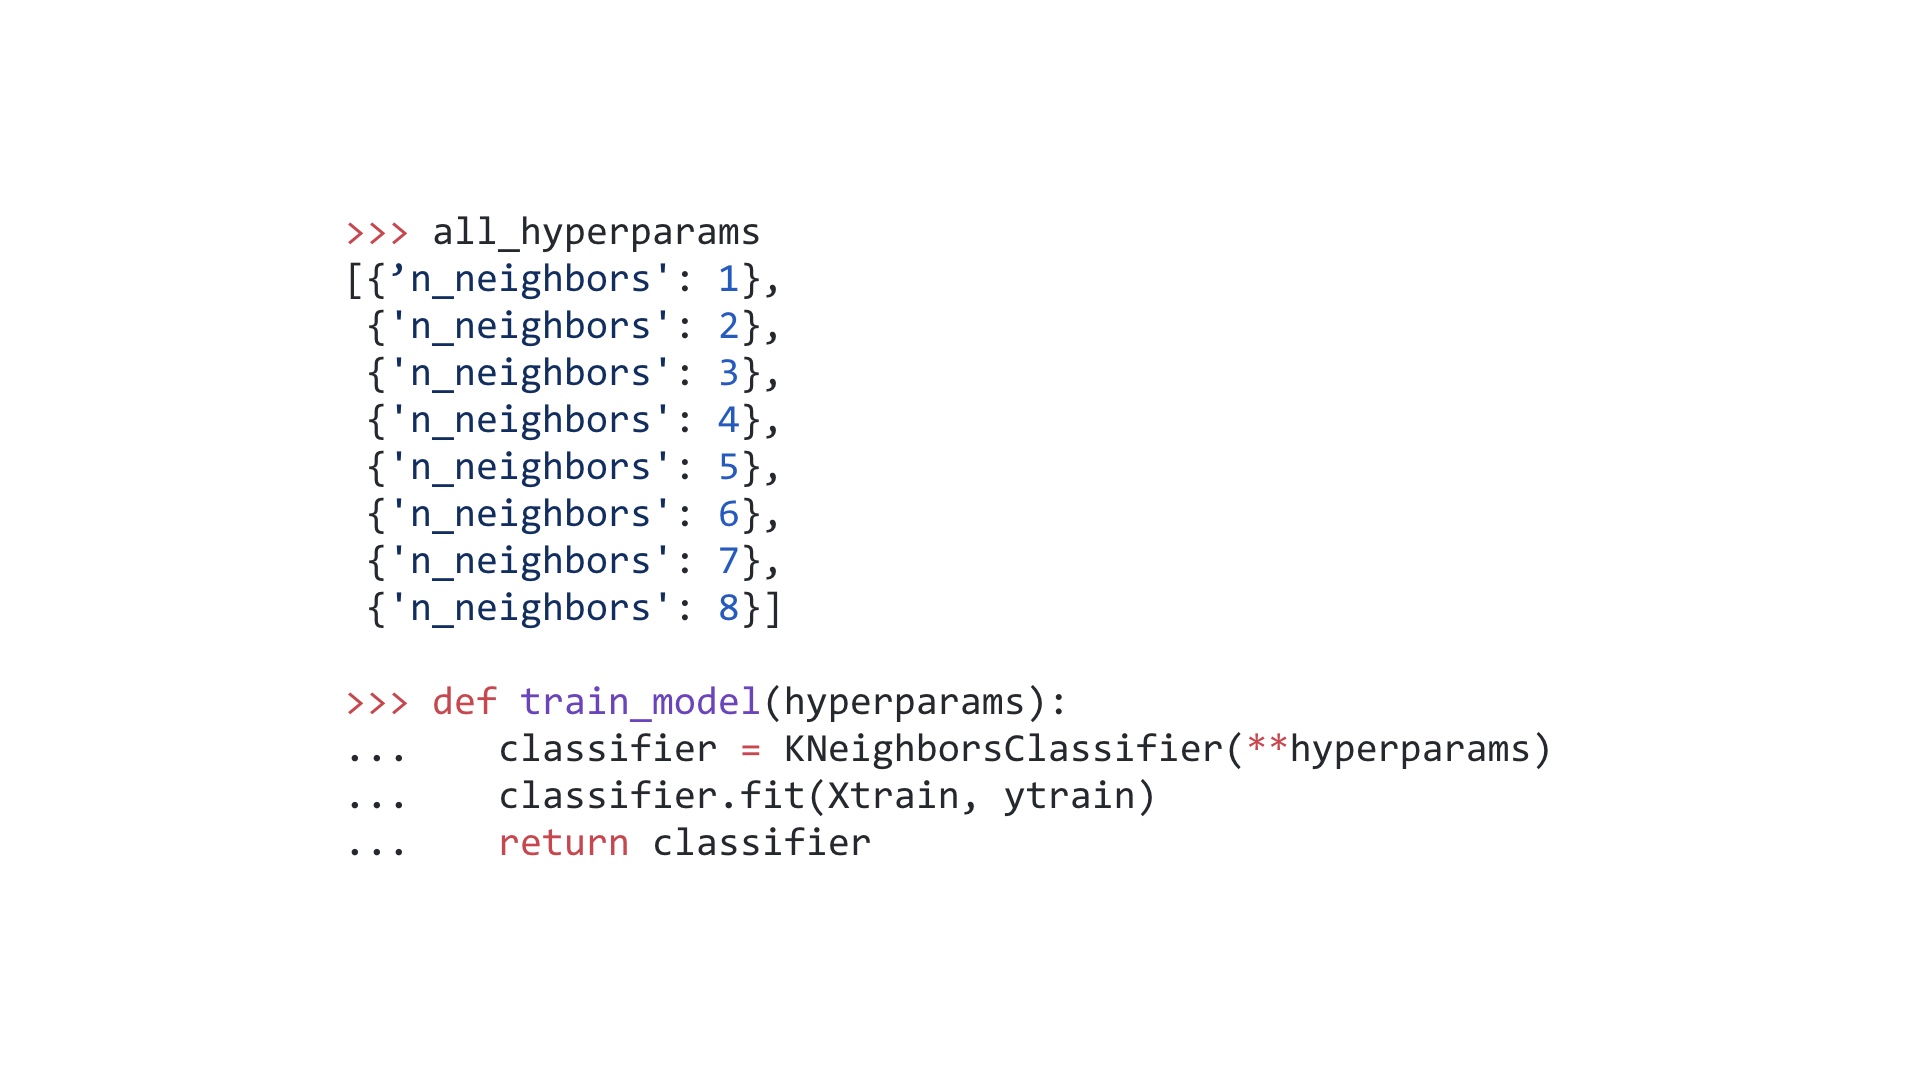 >>> all_hyperparams
[{’n_neighbors': 1},
 {'n_neighbors': 2},
 {'n_neighbors': 3},
 {'n_neighbors': 4},
 {'n_neighbors': 5},
 {'n_neighbors': 6},
 {'n_neighbors': 7},
 {'n_neighbors': 8}]
>>> def train_model(hyperparams):
...    classifier = KNeighborsClassifier(**hyperparams)
...    classifier.fit(Xtrain, ytrain)
...    return classifier